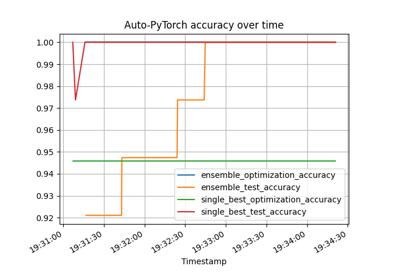 Auto-PyTorch accuracy over time
1.00
0.99
0.98
0.97
0.96
0.95
0.94
0.93
0.92
ensemble_optimization_accuracy
ensemble_test_accuracy
single_best_optimization_accuracy
single_best_test_accuracy
19:31:00
19:31:30
19:32:00
19:32:30
19:33:00
19:33:30
19:34:00
19:34:30
Timestamp